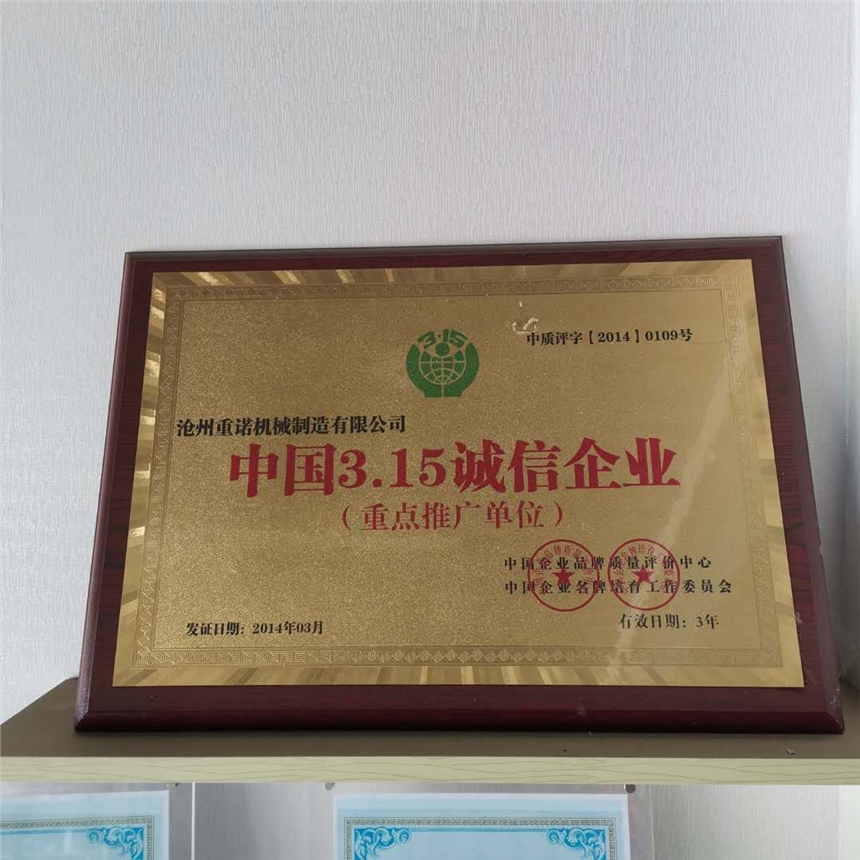 3·15
中质评字【2014】0109号
沧州重诺机械制造有限公司
中国3.15诚信企业
(重点推广单位)
中国企业品牌质量评价中心
中国企业名牌培育工作委员会
发证日期：2014年03月
有效日期：3年